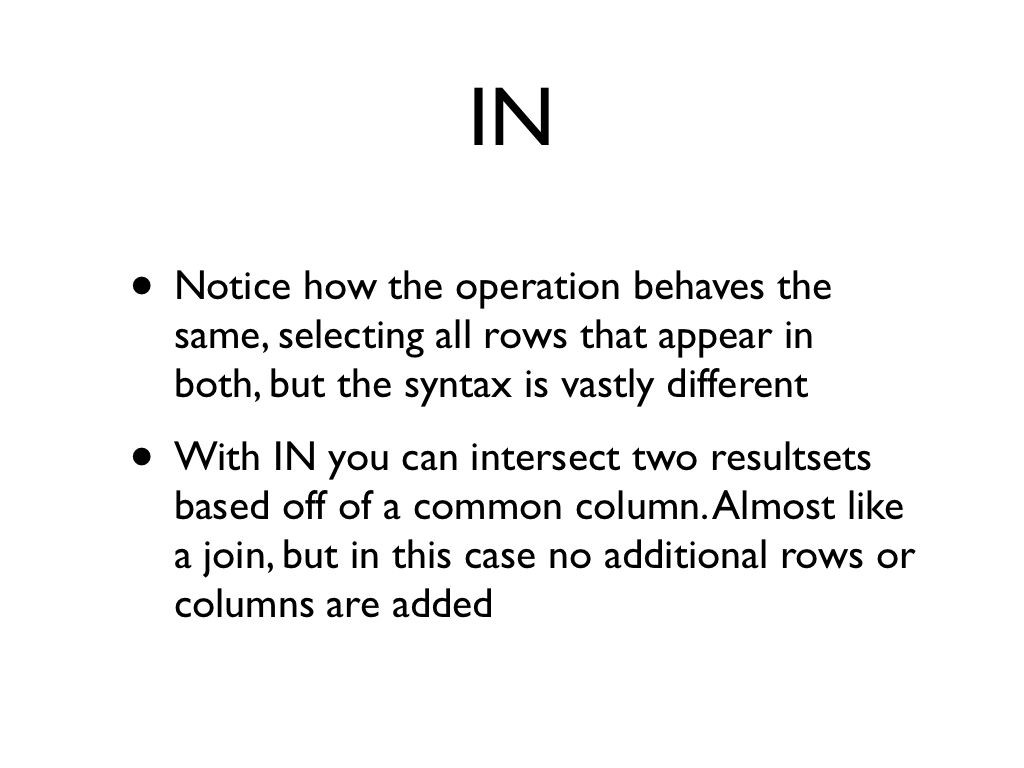 IN
• Notice how the operation behaves the
same, selecting all rows that appear in
both, but the syntax is vastly different
• With IN you can intersect two resultsets
based off of a common column. Almost like
a join, but in this case no additional rows or
columns are added